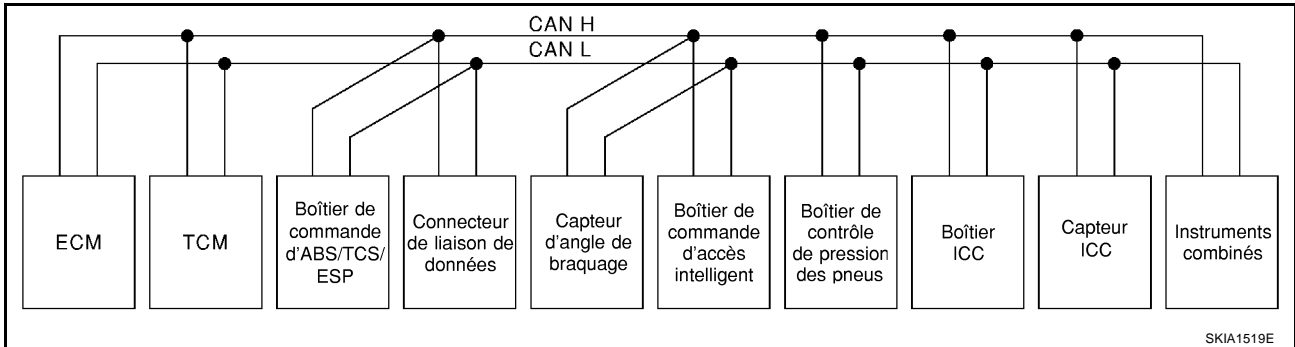 CAN H
CAN L
ECM
TCM
Boîtier de
commande
d'ABS/TCS/
ESP
Connecteur
de liaison de
données
Capteur
d'angle de
braquage
Boîtier de
commande
d'accès
intelligent
Boîtier de
contrôle
de pression
des pneus
Boîtier
ICC
Capteur
ICC
Instruments
combinés
SKIA1519E